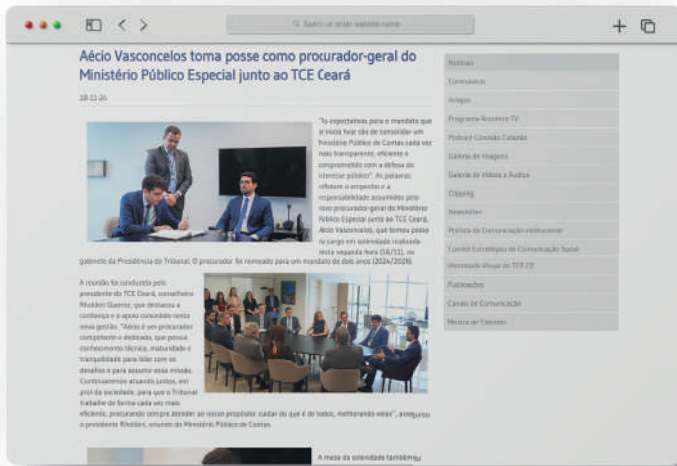 Search or enter website name
Aécio Vasconcelos toma posse como procurador-geral do
Ministério Público Especial junto ao TCE Ceará
18-11-24
"As expectativas para o mandato que
se inicia hoje são de consolidar um
Ministério Público de Contas cada vez
mais transparente, eficiente e
comprometido com a defesa do
interesse público". As palavras
refletem o empenho e a
responsabilidade assumidos pelo
novo procurador-geral do Ministério
Público Especial junto ao TCE Ceará,
Aécio Vasconcelos, que tomou posse
no cargo em solenidade realizada
nesta segunda-feira (18/11), no
gabinete da Presidência do Tribunal. O procurador foi nomeado para um mandato de dois anos (2024/2026).
A reunião foi conduzida pelo
presidente do TCE Ceará, conselheiro
Rholden Queiroz, que destacou a
confiança e o apoio concedido nesta
nova gestão. "Aécio é um procurador
competente e dedicado, que possui
conhecimento técnico, maturidade e
tranquilidade para lidar com os
desafios e para assumir essa missão.
Continuaremos atuando juntos, em
prol da sociedade, para que o Tribunal
trabalhe de forma cada vez mais
eficiente, procurando sempre atender ao nosso propósito: cuidar do que é de todos, melhorando vidas", assegurou
o presidente Rholden, oriundo do Ministério Público de Contas.
A mesa da solenidade também
Notícias
Coronavírus
Artigos
Programa Acontece TV
Podcast Conexão Cidadão
Galeria de Imagens
Galeria de Vídeos e Áudios
Clipping
Newsletter
Política de Comunicação Institucional
Comitê Estratégico de Comunicação Social
Identidade Visual do TCE-CE
Publicações
Canais de Comunicação
Mostra de Talentos